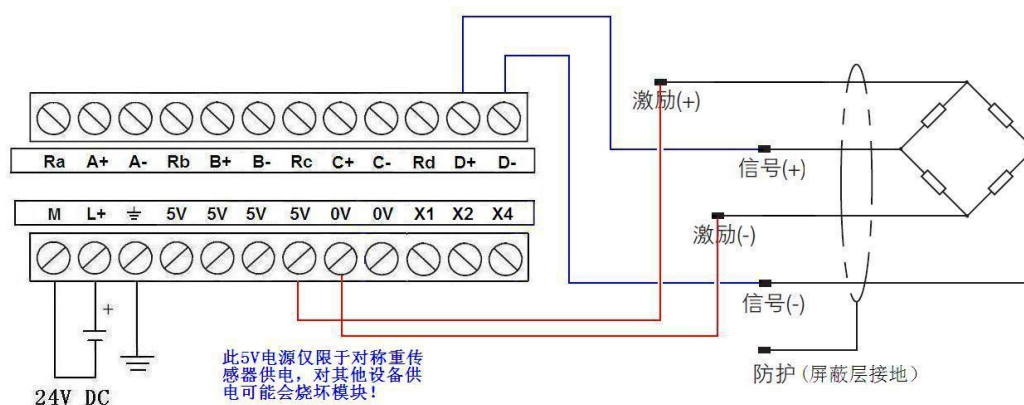 激励(+)
Ra A+ A- Rb B+ B- Rc C+ C- Rd D+ D-
信号(+)
M L+ 5V 5V 5V 5V 0V 0V X1 X2 X4
激励(-)
信号(-)
+
此5V电源仅限于对称重传
感器供电，对其他设备供
电可能会烧坏模块！
防护（屏蔽层接地）
24V DC